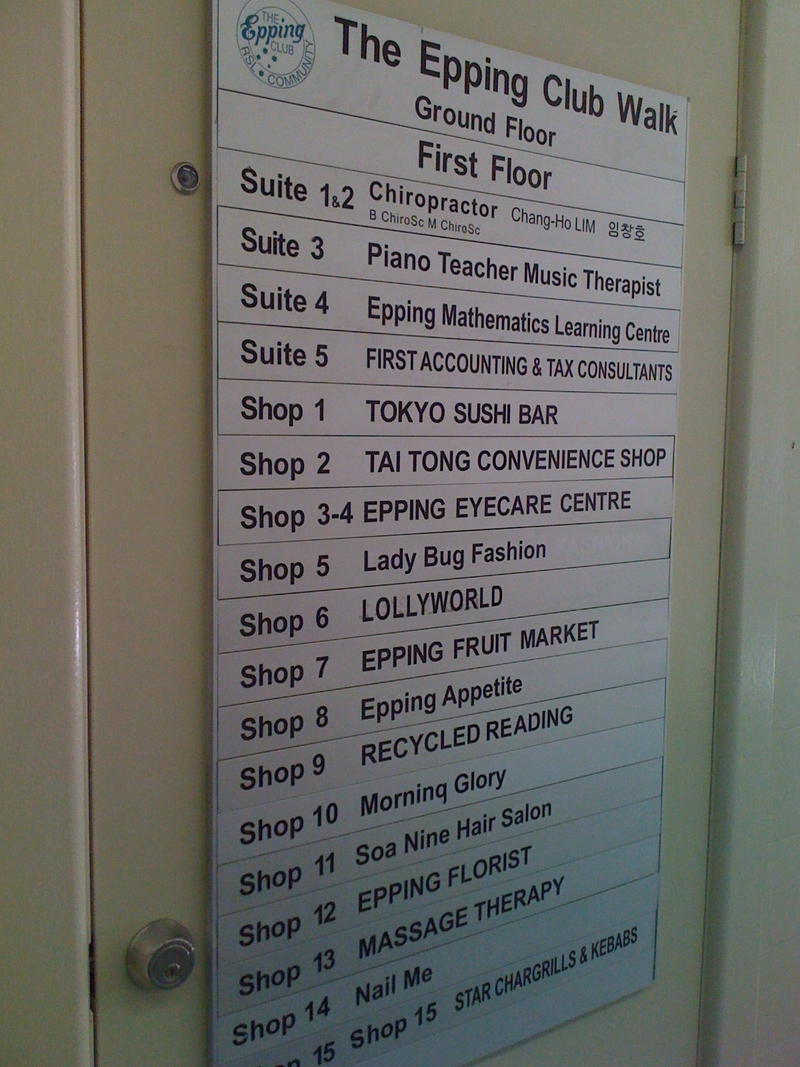 THE
Epping
CLUB
RSL • COMMUNITY
The Epping Club Walk
Ground Floor
First Floor
Suite 1&2 Chiropractor Chang-Ho LIM 임창호
B ChiroSc M ChiroSc
Suite 3 Piano Teacher Music Therapist
Suite 4 Epping Mathematics Learning Centre
Suite 5 FIRST ACCOUNTING & TAX CONSULTANTS
Shop 1 TOKYO SUSHI BAR
Shop 2 TAI TONG CONVENIENCE SHOP
Shop 3-4 EPPING EYECARE CENTRE
Shop 5 Lady Bug Fashion FASHION
Shop 6 LOLLYWORLD
Shop 7 EPPING FRUIT MARKET
Shop 8 Epping Appetite
Shop 9 RECYCLED READING
Shop 10 Morning Glory
Shop 11 Soa Nine Hair Salon
Shop 12 EPPING FLORIST
Shop 13 MASSAGE THERAPY
Shop 14 Nail Me
15 Shop 15 STAR CHARGRILLS & KEBABS